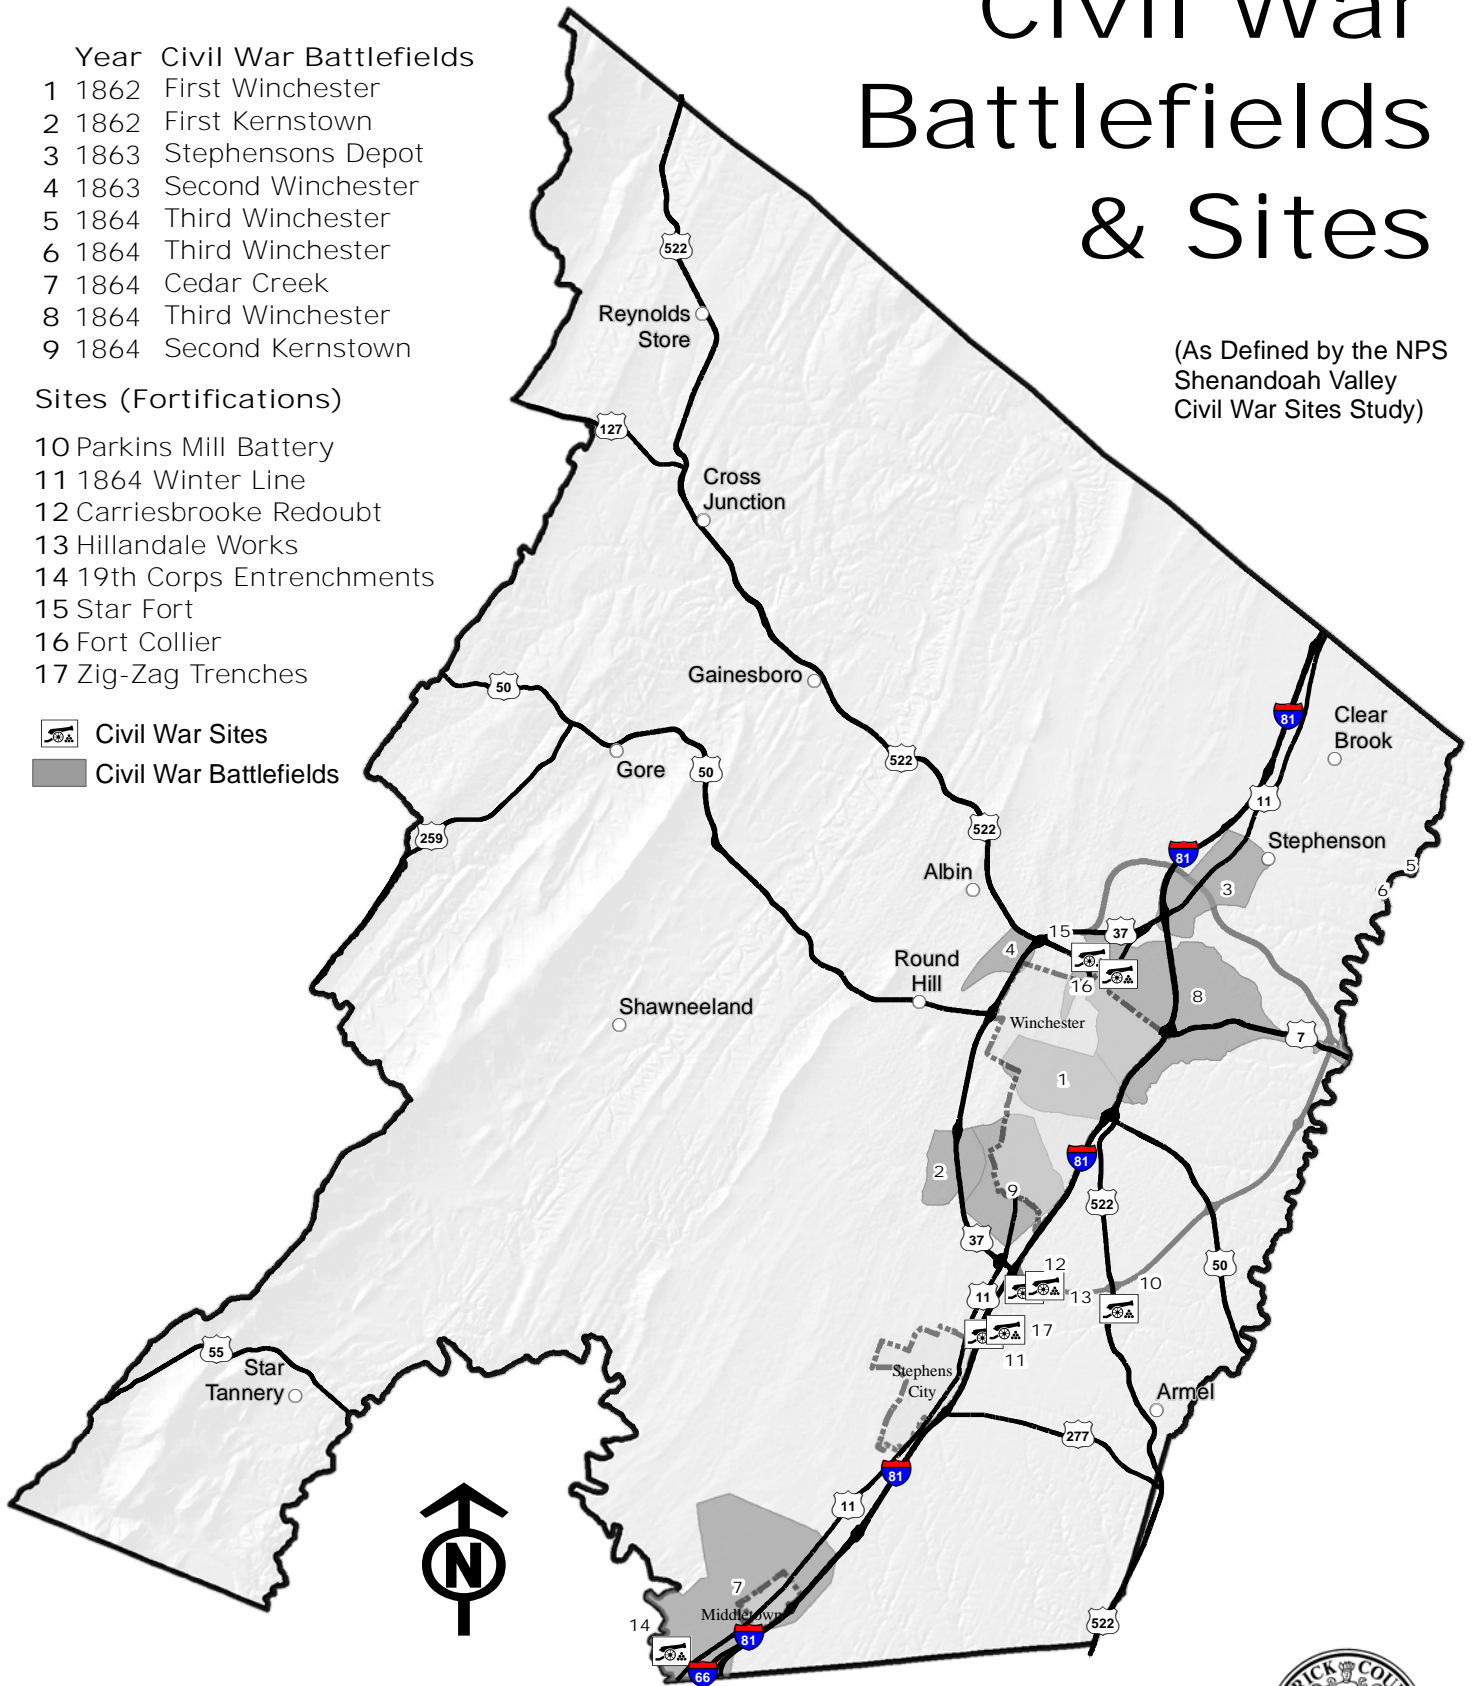 Civil War
Battlefields
& Sites
(As Defined by the NPS
Shenandoah Valley
Civil War Sites Study)
Year Civil War Battlefields
1 1862 First Winchester
2 1862 First Kernstown
3 1863 Stephensons Depot
4 1863 Second Winchester
5 1864 Third Winchester
6 1864 Third Winchester
7 1864 Cedar Creek
8 1864 Third Winchester
9 1864 Second Kernstown
Sites (Fortifications)
10 Parkins Mill Battery
11 1864 Winter Line
12 Carriesbrooke Redoubt
13 Hillandale Works
14 19th Corps Entrenchments
15 Star Fort
16 Fort Collier
17 Zig-Zag Trenches
Civil War Sites
Civil War Battlefields
522
Reynolds
Store
127
Cross
Junction
Gainesboro
50
Gore
50
259
522
522
81
Clear
Brook
11
Stephenson
81
3
5
6
Albin
15
37
4
16
8
Round
Hill
Winchester
7
Shawneeland
1
2
81
9
522
37
50
12
10
13
11
17
11
Stephens
City
Armel
277
55
Star
Tannery
81
11
N
7
Middletown
14
81
66
522
RICK COU